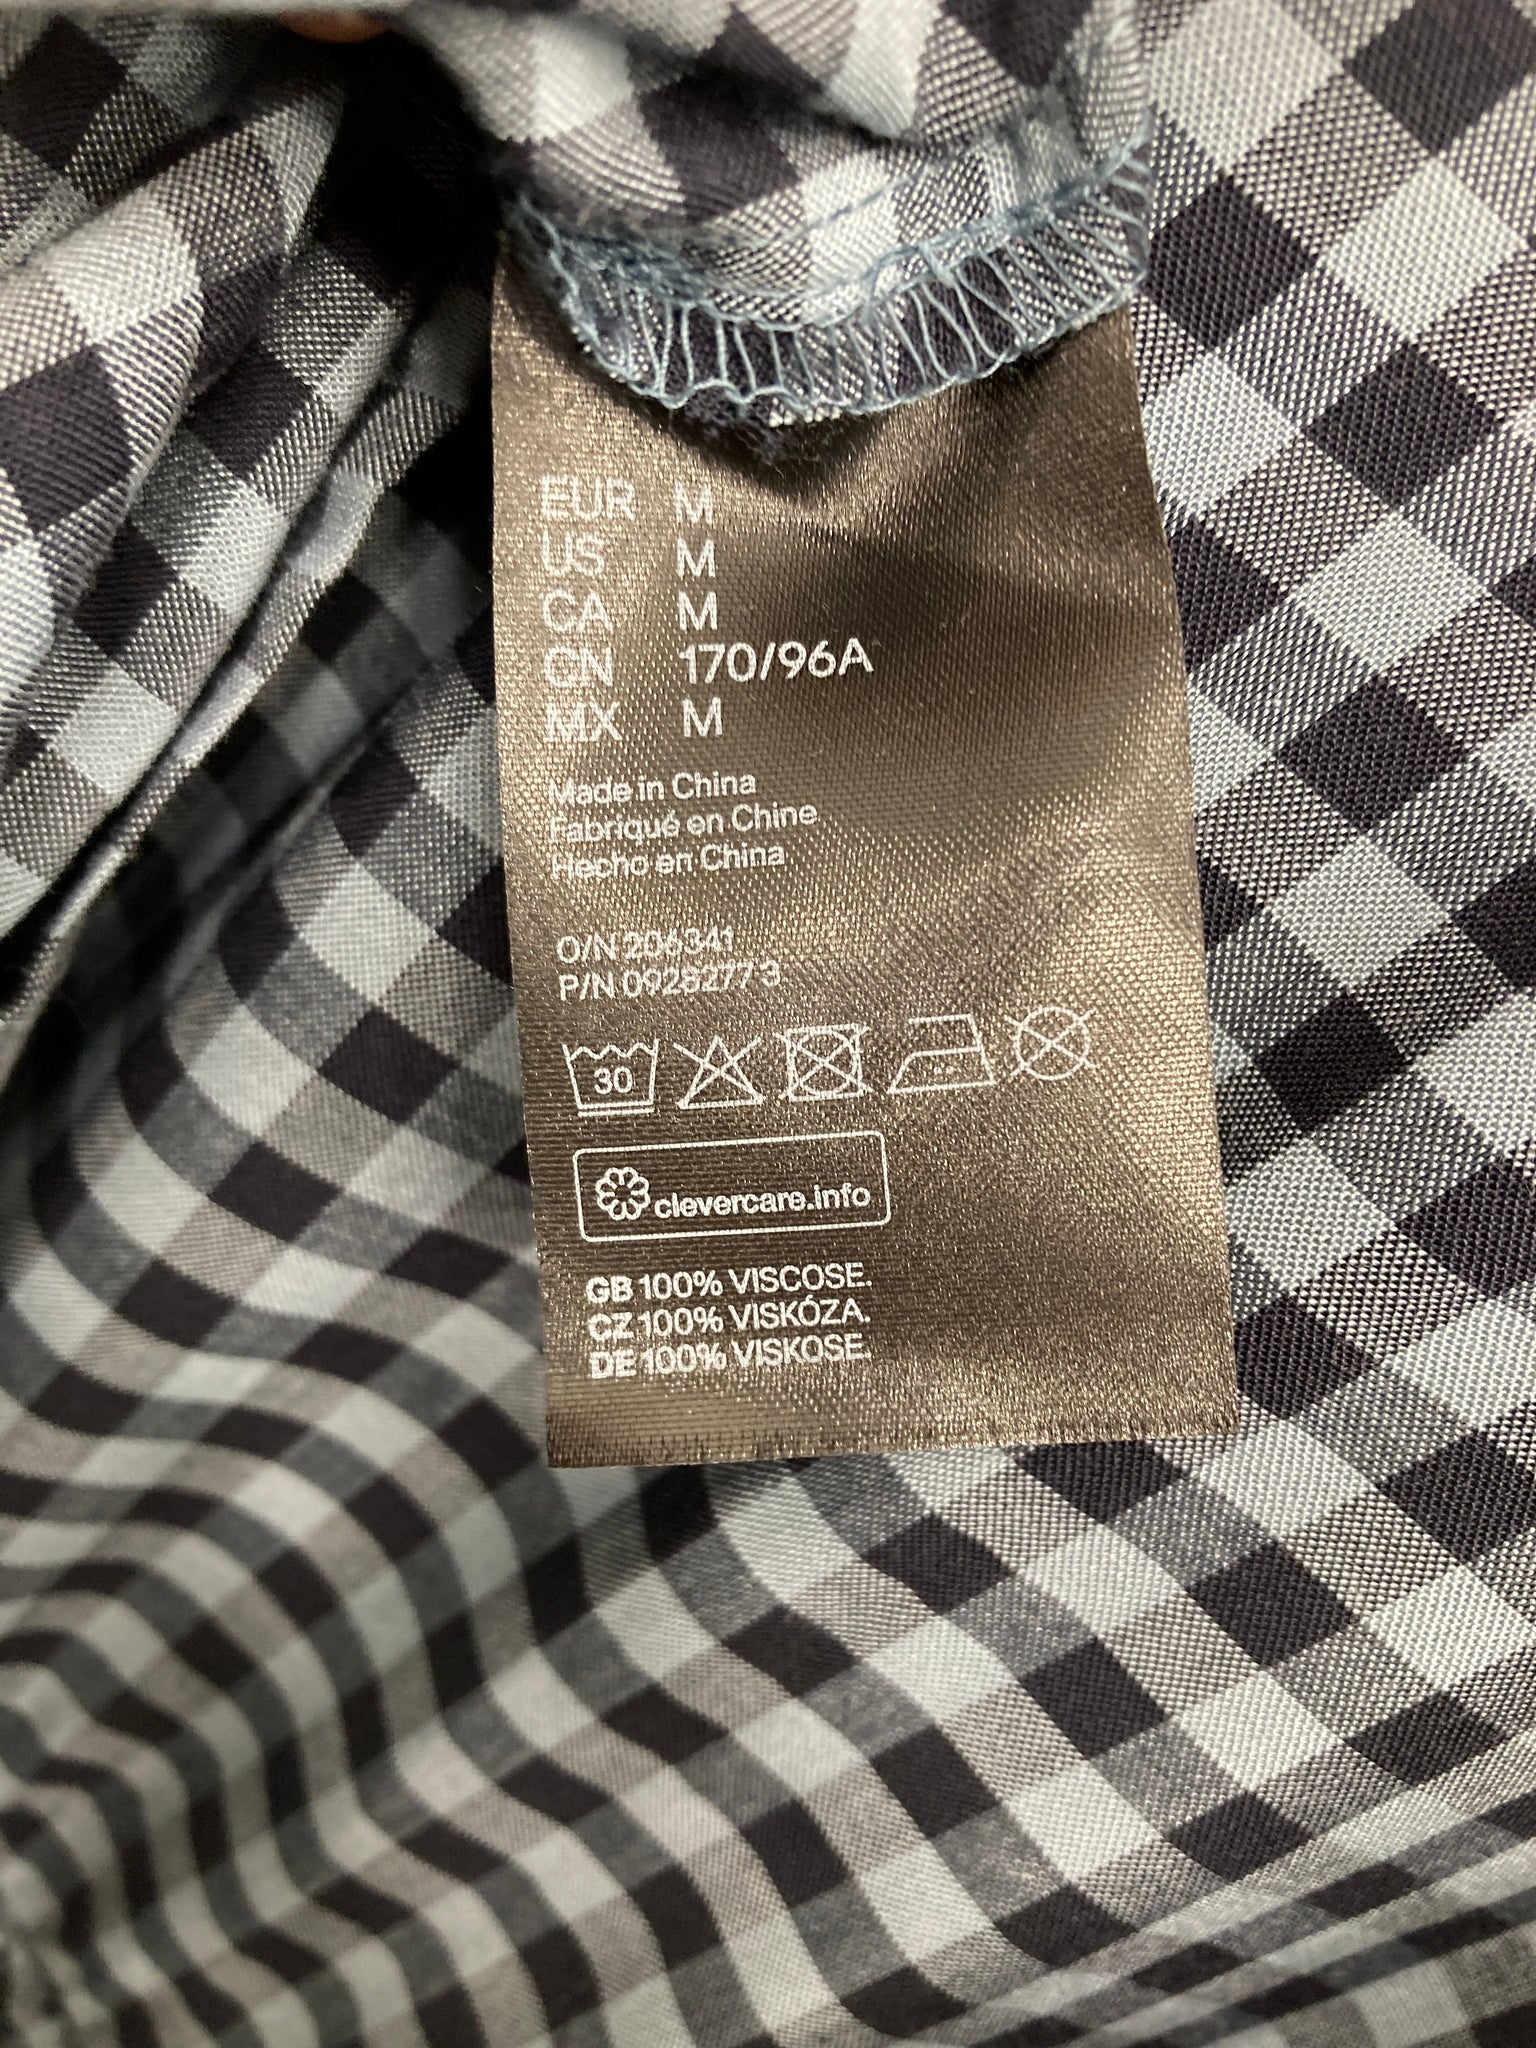 EUR M
US M
CA M
CN 170/96A
MX M
Made in China
Fabriqué en Chine
Hecho en China
O/N 206341
P/N 0928277 3
30
clevercare.info
GB 100% VISCOSE.
CZ 100% VISKÓZA.
DE 100% VISKOSE.